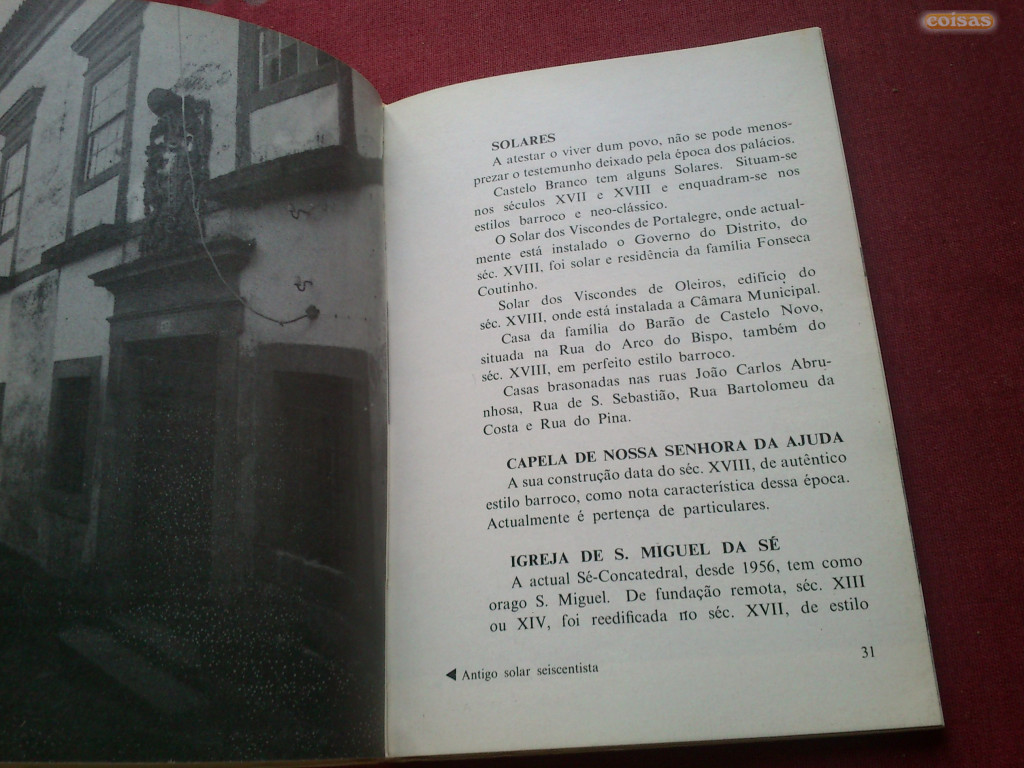 coisas
SOLARES
A atestar o viver dum povo, não se pode menos-
prezar o testemunho deixado pela época dos palácios.
Castelo Branco tem alguns Solares. Situam-se
nos séculos XVII e XVIII e enquadram-se nos
estilos barroco e neo-clássico.
O Solar dos Viscondes de Portalegre, onde actual-
mente está instalado o Governo do Distrito, do
séc. XVIII, foi solar e residência da família Fonseca
Coutinho.
Solar dos Viscondes de Oleiros, edifício do
séc. XVIII, onde está instalada a Câmara Municipal.
Casa da família do Barão de Castelo Novo,
situada na Rua do Arco do Bispo, também do
séc. XVIII, em perfeito estilo barroco.
Casas brasonadas nas ruas João Carlos Abru-
nhosa, Rua de S. Sebastião, Rua Bartolomeu da
Costa e Rua do Pina.
CAPELA DE NOSSA SENHORA DA AJUDA
A sua construção data do séc. XVIII, de autêntico
estilo barroco, como nota característica dessa época.
Actualmente é pertença de particulares.
IGREJA DE S. MIGUEL DA SÉ
A actual Sé-Concatedral, desde 1956, tem como
orago S. Miguel. De fundação remota, séc. XIII
ou XIV, foi reedificada no séc. XVII, de estilo
◄ Antigo solar seiscentista
31